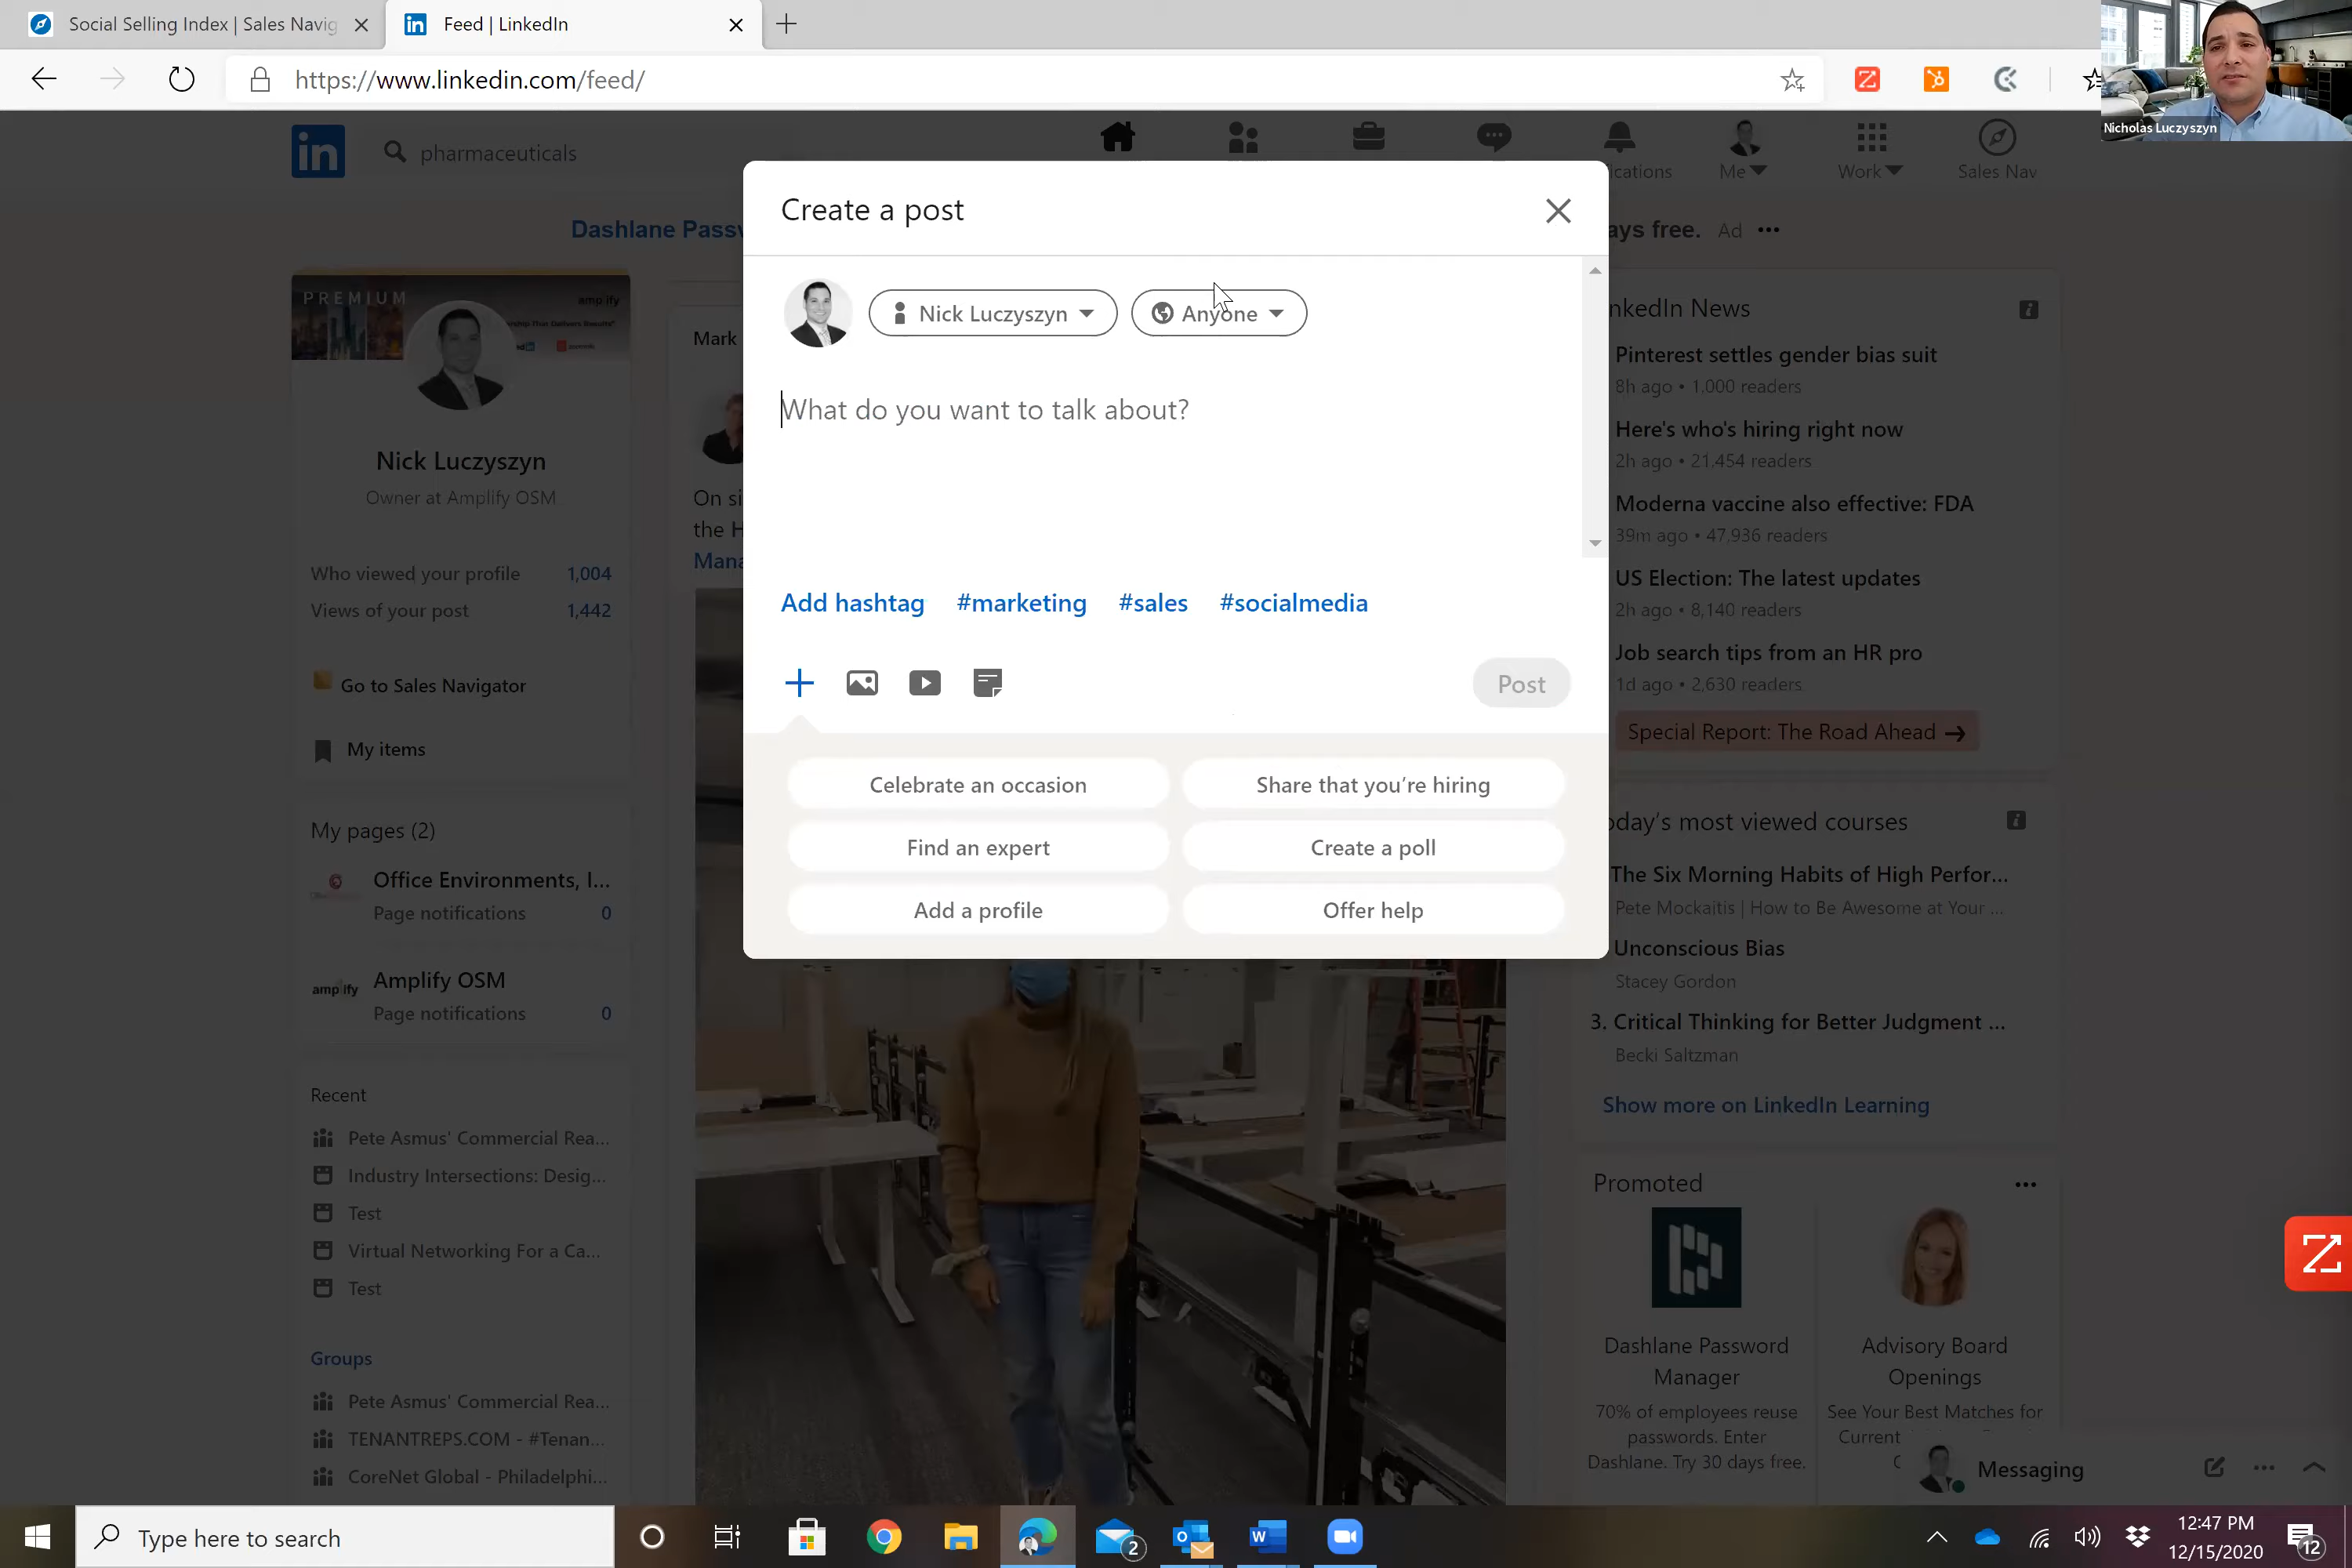 Social Selling Index | Sales Navig
Feed | LinkedIn
https://www.linkedin.com/feed/
Nicholas Luczyszyn
in
pharmaceuticals
ications
Me
Work
Sales Nav
Dashlane Passw
ays free. Ad
Create a post
Nick Luczyszyn
Anyone
What do you want to talk about?
Add hashtag #marketing #sales #socialmedia
Post
Celebrate an occasion
Share that you're hiring
Find an expert
Create a poll
Add a profile
Offer help
PREMIUM
amplify
Nick Luczyszyn
Owner at Amplify OSM
Who viewed your profile 1,004
Views of your post 1,442
Go to Sales Navigator
My items
My pages (2)
Office Environments, I...
Page notifications 0
amplify
Amplify OSM
Page notifications 0
Recent
Pete Asmus' Commercial Rea...
Industry Intersections: Desig...
Test
Virtual Networking For a Ca...
Test
Groups
Pete Asmus' Commercial Rea...
TENANTREPS.COM - #Tenan...
CoreNet Global - Philadelphi...
Mark
On si
the H
Mana
nkedIn News
Pinterest settles gender bias suit
8h ago • 1,000 readers
Here's who's hiring right now
2h ago • 21,454 readers
Moderna vaccine also effective: FDA
39m ago • 47,936 readers
US Election: The latest updates
2h ago • 8,140 readers
Job search tips from an HR pro
1d ago • 2,630 readers
Special Report: The Road Ahead →
oday's most viewed courses
The Six Morning Habits of High Perfor...
Pete Mockaitis | How to Be Awesome at Your ...
Unconscious Bias
Stacey Gordon
3. Critical Thinking for Better Judgment ...
Becki Saltzman
Show more on LinkedIn Learning
Promoted
Dashlane Password
Manager
70% of employees reuse
passwords. Enter
Dashlane. Try 30 days free.
Advisory Board
Openings
See Your Best Matches for
Current
Messaging
Type here to search
2
12:47 PM
12/15/2020
12